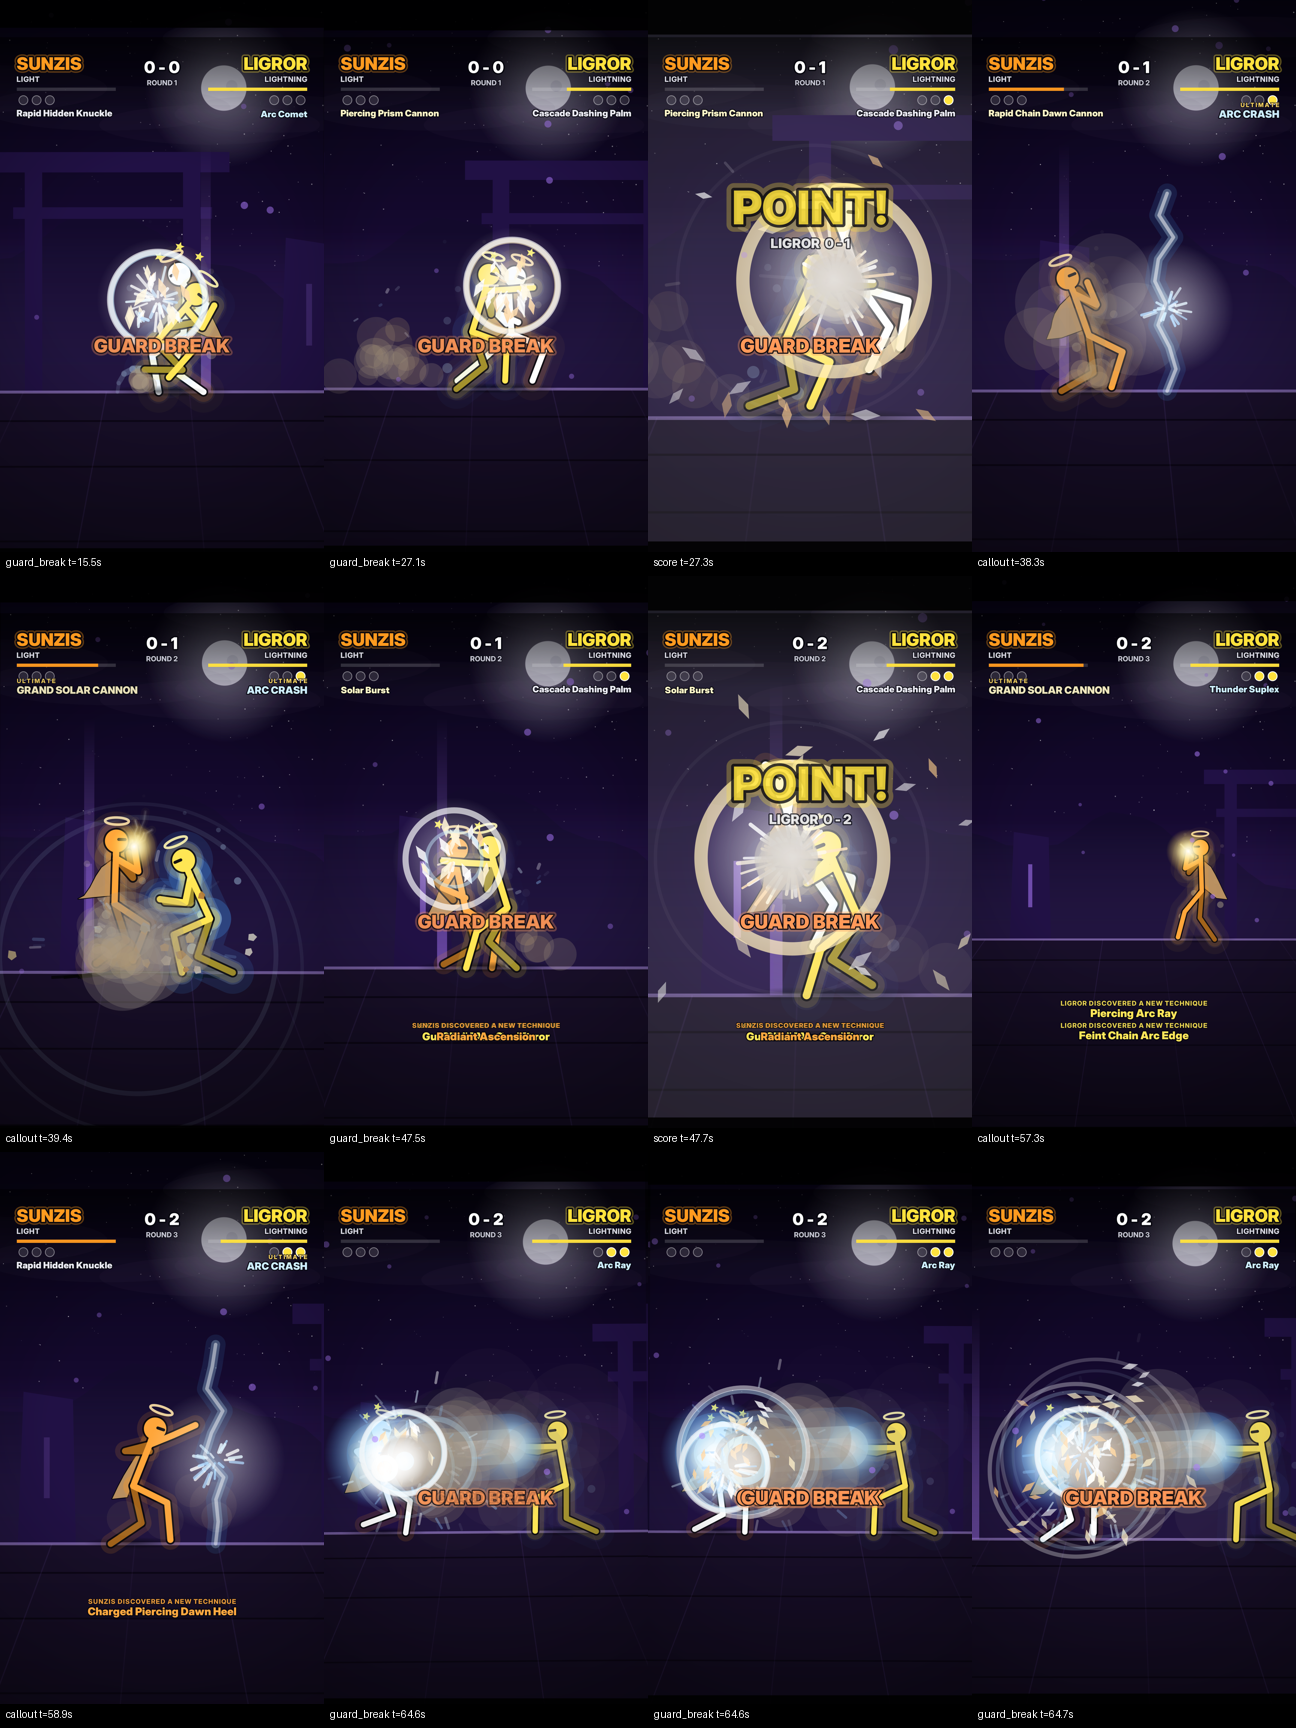 SUNZIS
0-0
LIGROR
LIGHT
ROUND 1
LIGHTNING
Rapid Hidden Knuckle
Arc Comet
GUARD BREAK
guard_break t=15.5s
SUNZIS
0-0
LIGROR
LIGHT
ROUND 1
LIGHTNING
Piercing Prism Cannon
Cascade Dashing Palm
GUARD BREAK
guard_break t=27.1s
SUNZIS
0-1
LIGROR
LIGHT
ROUND 1
LIGHTNING
Piercing Prism Cannon
Cascade Dashing Palm
POINT!
LIGROR 0-1
GUARD BREAK
score t=27.3s
SUNZIS
0-1
LIGROR
LIGHT
ROUND 2
LIGHTNING
ULTIMATE
Rapid Chain Dawn Cannon
ARC CRASH
callout t=38.3s
SUNZIS
0-1
LIGROR
LIGHT
ROUND 2
LIGHTNING
ULTIMATE
ULTIMATE
GRAND SOLAR CANNON
ARC CRASH
callout t=39.4s
SUNZIS
0-1
LIGROR
LIGHT
ROUND 2
LIGHTNING
Solar Burst
Cascade Dashing Palm
GUARD BREAK
SUNZIS DISCOVERED A NEW TECHNIQUE
Radiant Ascension
guard_break t=47.5s
SUNZIS
0-2
LIGROR
LIGHT
ROUND 2
LIGHTNING
Solar Burst
Cascade Dashing Palm
POINT!
LIGROR 0-2
GUARD BREAK
SUNZIS DISCOVERED A NEW TECHNIQUE
Radiant Ascension
score t=47.7s
SUNZIS
0-2
LIGROR
LIGHT
ROUND 3
LIGHTNING
ULTIMATE
GRAND SOLAR CANNON
Thunder Suplex
LIGROR DISCOVERED A NEW TECHNIQUE
Piercing Arc Ray
LIGROR DISCOVERED A NEW TECHNIQUE
Feint Chain Arc Edge
callout t=57.3s
SUNZIS
0-2
LIGROR
LIGHT
ROUND 3
LIGHTNING
ULTIMATE
Rapid Hidden Knuckle
ARC CRASH
SUNZIS DISCOVERED A NEW TECHNIQUE
Charged Piercing Dawn Heel
callout t=58.9s
SUNZIS
0-2
LIGROR
LIGHT
ROUND 3
LIGHTNING
Arc Ray
GUARD BREAK
guard_break t=64.6s
SUNZIS
0-2
LIGROR
LIGHT
ROUND 3
LIGHTNING
Arc Ray
GUARD BREAK
guard_break t=64.6s
SUNZIS
0-2
LIGROR
LIGHT
ROUND 3
LIGHTNING
Arc Ray
GUARD BREAK
guard_break t=64.7s